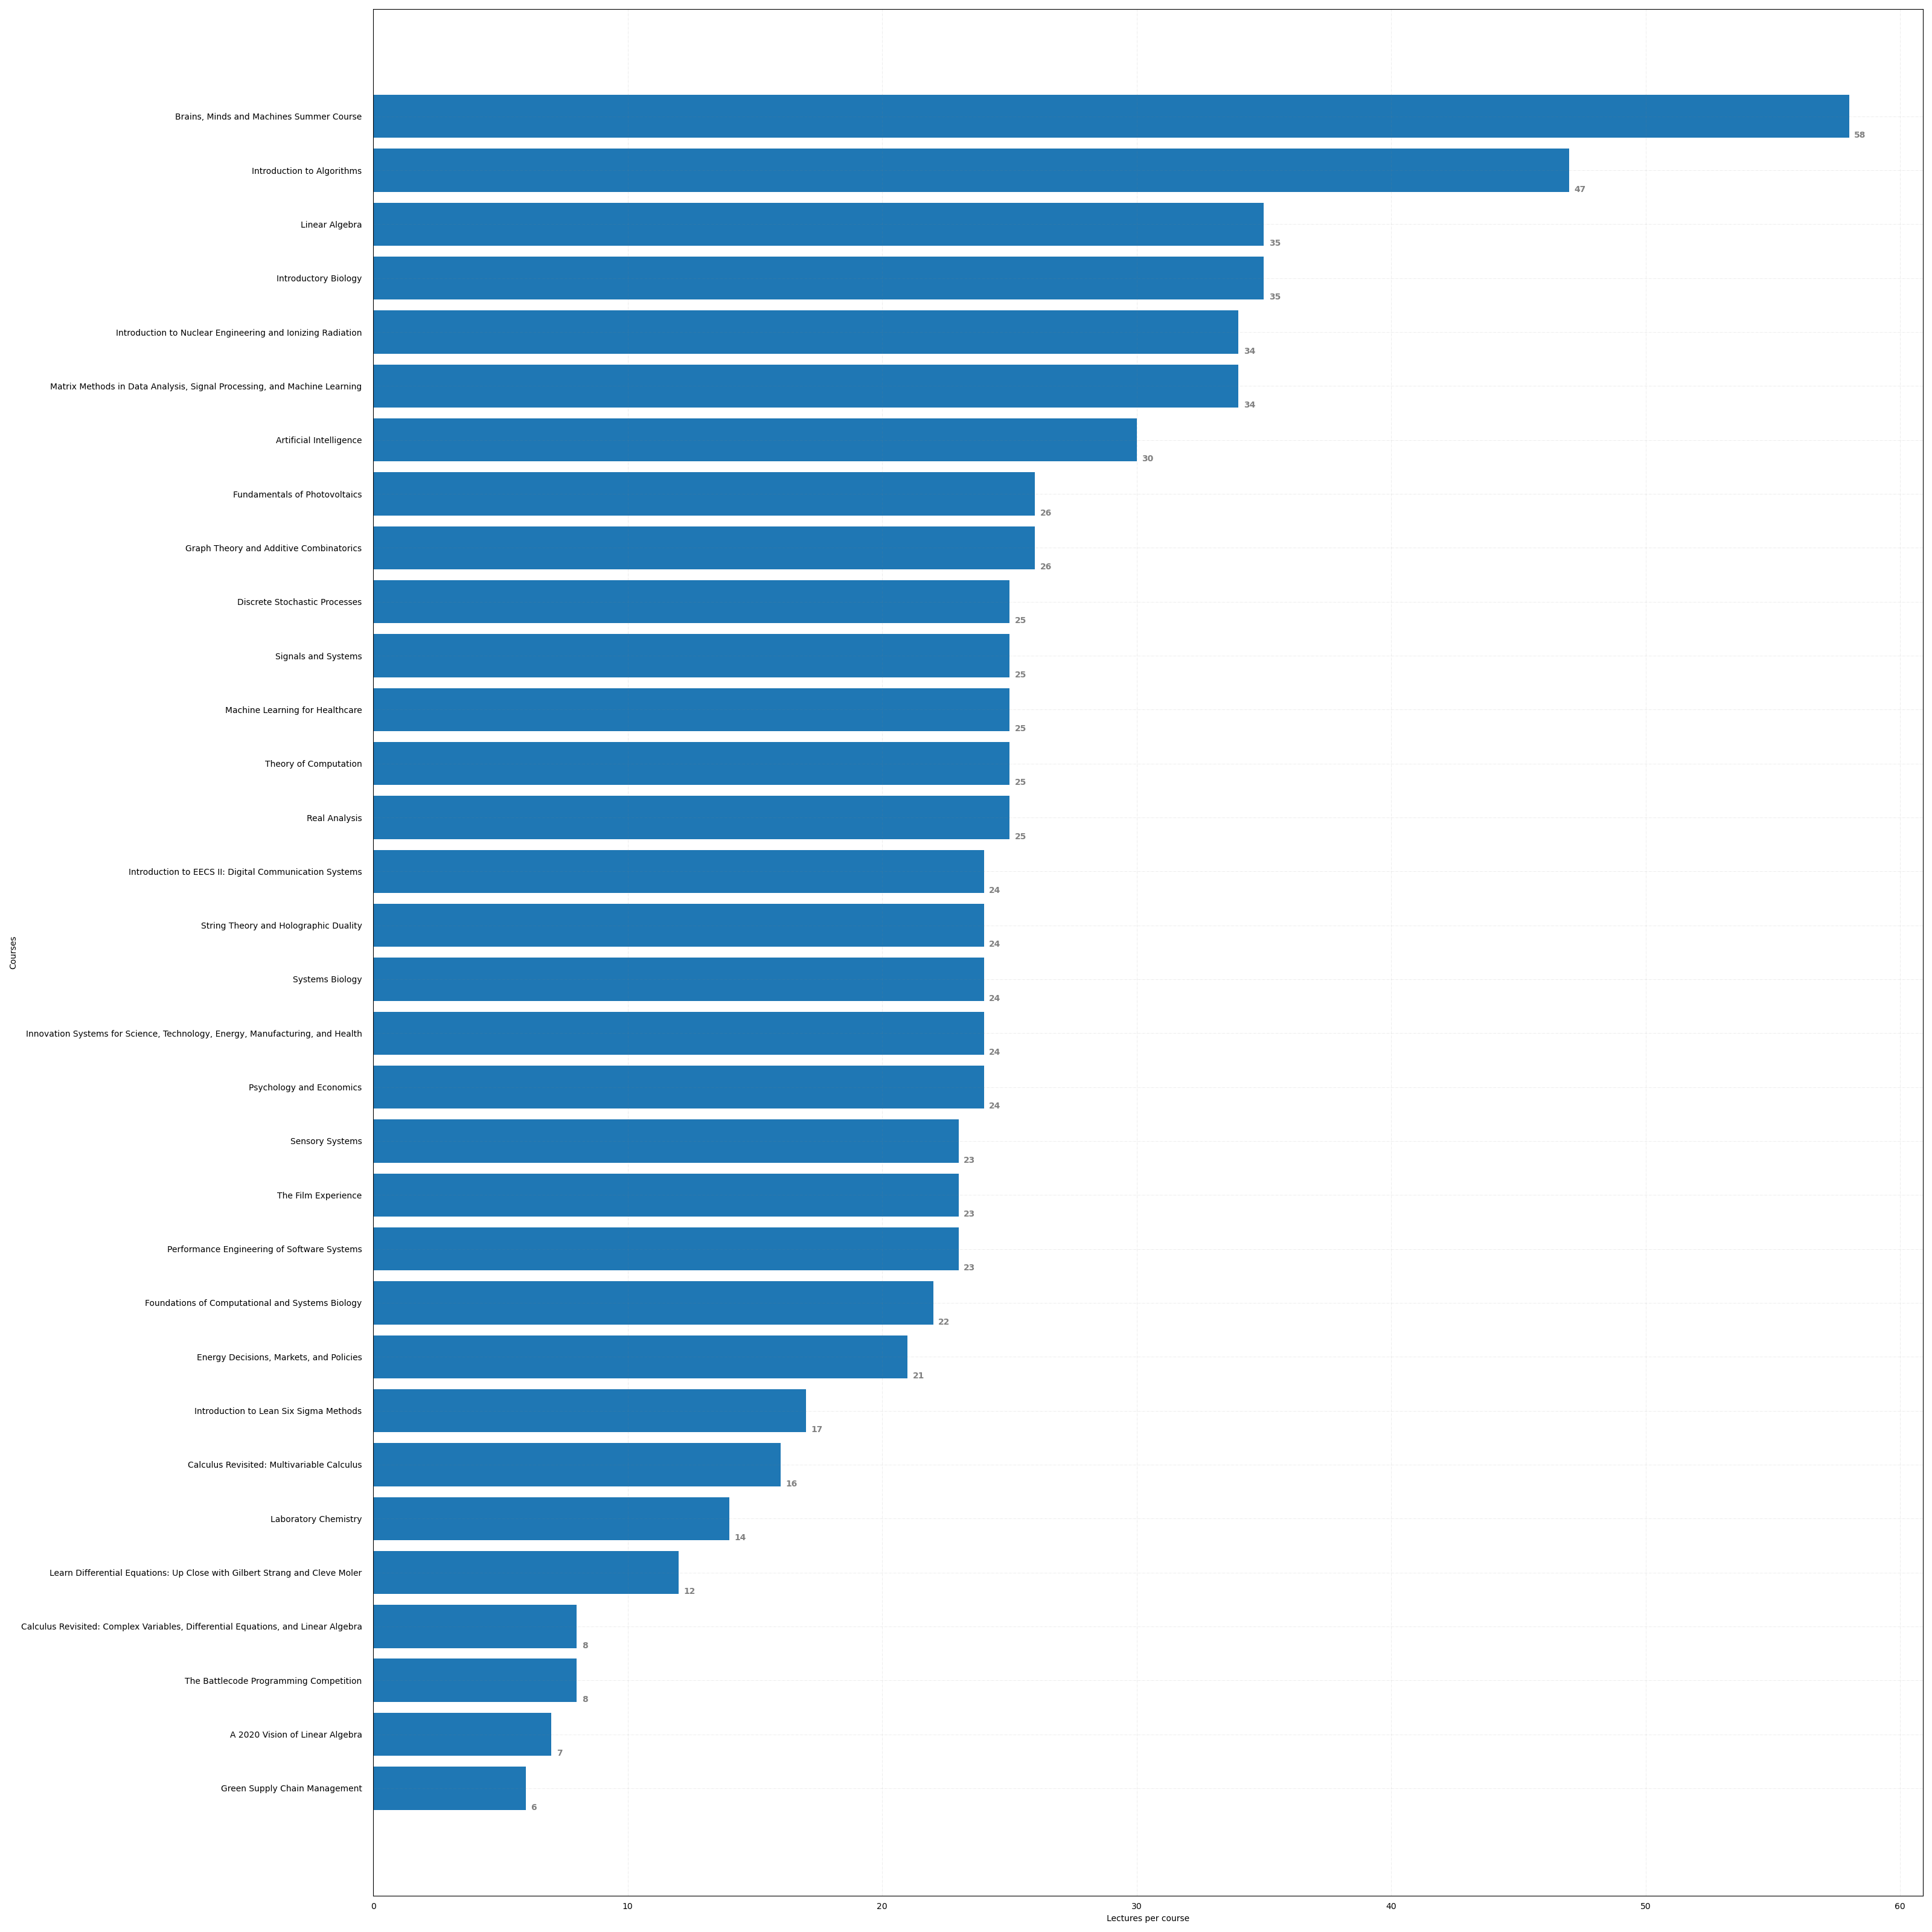 Brains, Minds and Machines Summer Course
58
Introduction to Algorithms
47
Linear Algebra
35
Introductory Biology
35
Introduction to Nuclear Engineering and Ionizing Radiation
34
Matrix Methods in Data Analysis, Signal Processing, and Machine Learning
34
Artificial Intelligence
30
Fundamentals of Photovoltaics
26
Graph Theory and Additive Combinatorics
26
Discrete Stochastic Processes
25
Signals and Systems
25
Machine Learning for Healthcare
25
Theory of Computation
25
Real Analysis
25
Introduction to EECS II: Digital Communication Systems
24
String Theory and Holographic Duality
24
Systems Biology
24
Innovation Systems for Science, Technology, Energy, Manufacturing, and Health
24
Psychology and Economics
24
Sensory Systems
23
The Film Experience
23
Performance Engineering of Software Systems
23
Foundations of Computational and Systems Biology
22
Energy Decisions, Markets, and Policies
21
Introduction to Lean Six Sigma Methods
17
Calculus Revisited: Multivariable Calculus
16
Laboratory Chemistry
14
Learn Differential Equations: Up Close with Gilbert Strang and Cleve Moler
12
Calculus Revisited: Complex Variables, Differential Equations, and Linear Algebra
8
The Battlecode Programming Competition
8
A 2020 Vision of Linear Algebra
7
Green Supply Chain Management
6
Courses
0 10 20 30 40 50 60
Lectures per course